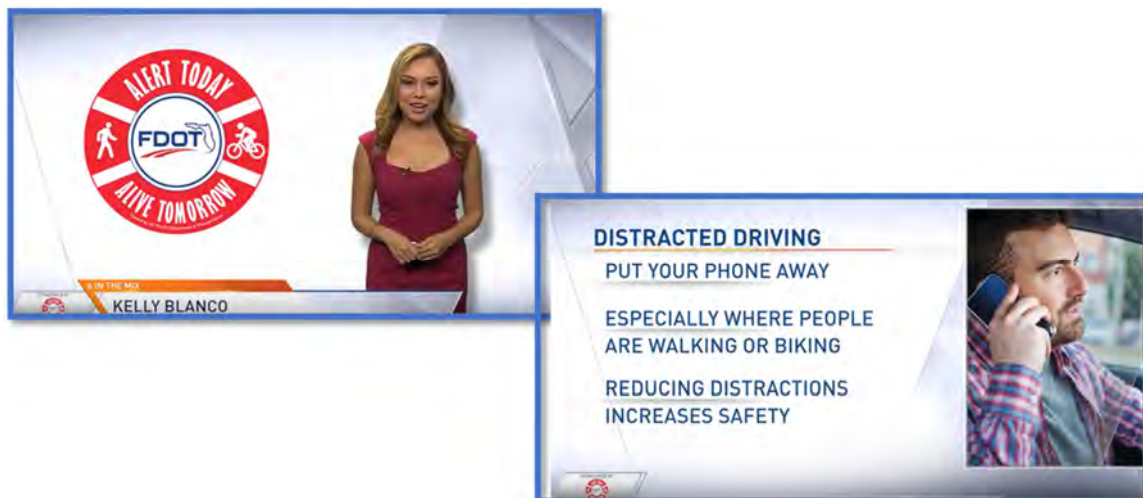 ALERT TODAY
FDOT
ALIVE TOMORROW
6 IN THE MIX
KELLY BLANCO
DISTRACTED DRIVING
PUT YOUR PHONE AWAY
ESPECIALLY WHERE PEOPLE
ARE WALKING OR BIKING
REDUCING DISTRACTIONS
INCREASES SAFETY